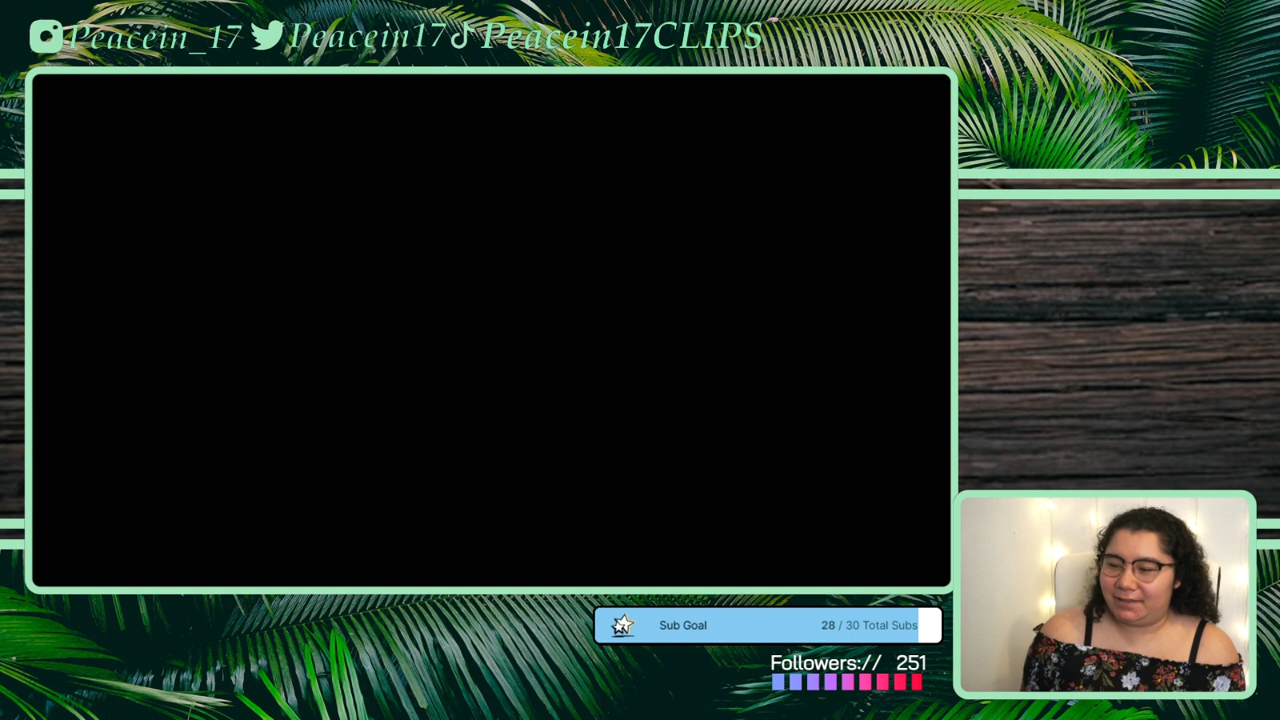 Peacein_17 Peacein17 Peacein17CLIPS
Sub Goal 28 / 30 Total Subs
Followers:// 251